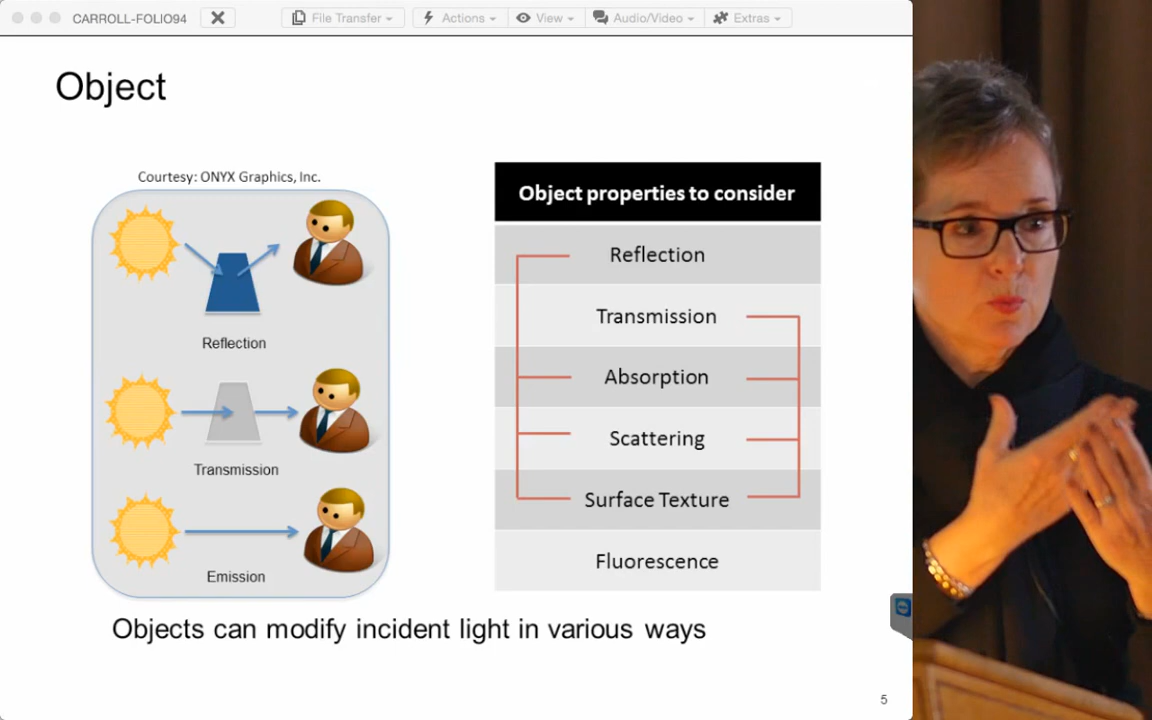 CARROLL-FOLIO94
File Transfer
Actions
View
Audio/Video
Extras
Object
Courtesy: ONYX Graphics, Inc.
Reflection
Transmission
Emission
Object properties to consider
Reflection
Transmission
Absorption
Scattering
Surface Texture
Fluorescence
Objects can modify incident light in various ways
5